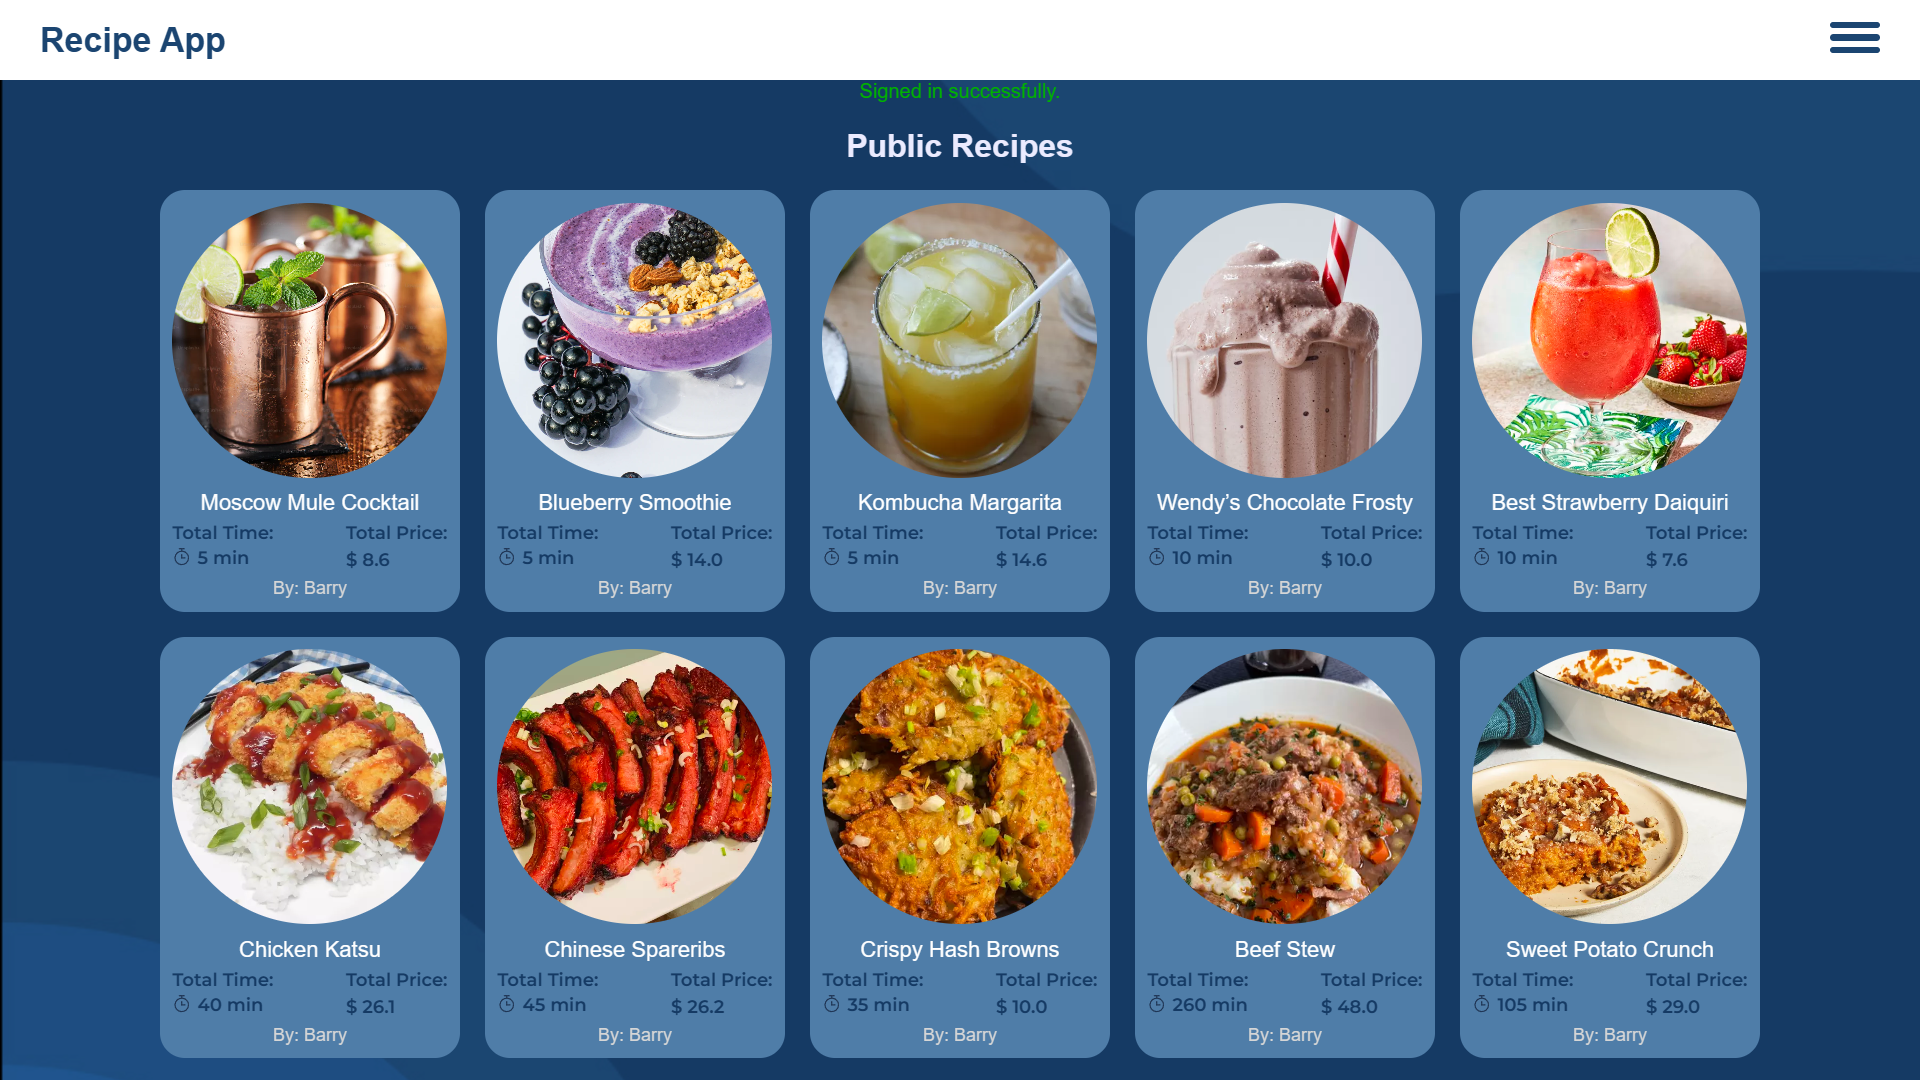 Recipe App
Signed in successfully.
Public Recipes
Moscow Mule Cocktail
Total Time: Total Price:
5 min $ 8.6
By: Barry
Blueberry Smoothie
Total Time: Total Price:
5 min $ 14.0
By: Barry
Kombucha Margarita
Total Time: Total Price:
5 min $ 14.6
By: Barry
Wendy’s Chocolate Frosty
Total Time: Total Price:
10 min $ 10.0
By: Barry
Best Strawberry Daiquiri
Total Time: Total Price:
10 min $ 7.6
By: Barry
Chicken Katsu
Total Time: Total Price:
40 min $ 26.1
By: Barry
Chinese Spareribs
Total Time: Total Price:
45 min $ 26.2
By: Barry
Crispy Hash Browns
Total Time: Total Price:
35 min $ 10.0
By: Barry
Beef Stew
Total Time: Total Price:
260 min $ 48.0
By: Barry
Sweet Potato Crunch
Total Time: Total Price:
105 min $ 29.0
By: Barry